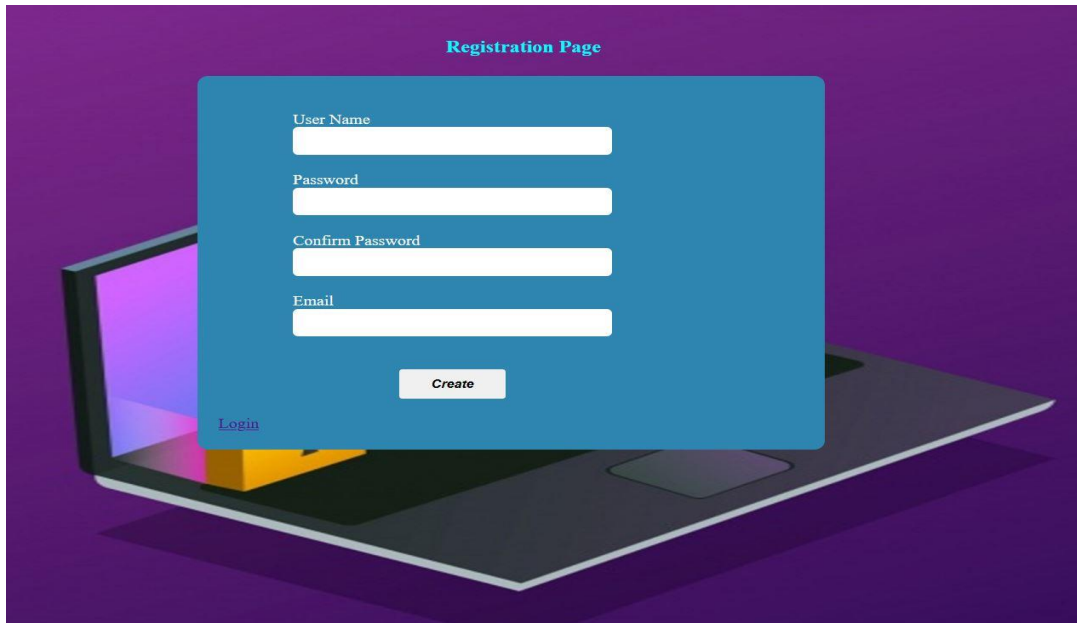 Registration Page
User Name
Password
Confirm Password
Email
Create
Login